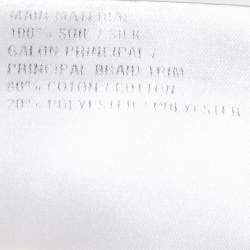 MAIN MATERIAL
100% SOIE / SILK
GALON PRINCIPAL /
PRINCIPAL BRAID TRIM
80% COTON / COTTON
20% POLYESTER / POLYESTER